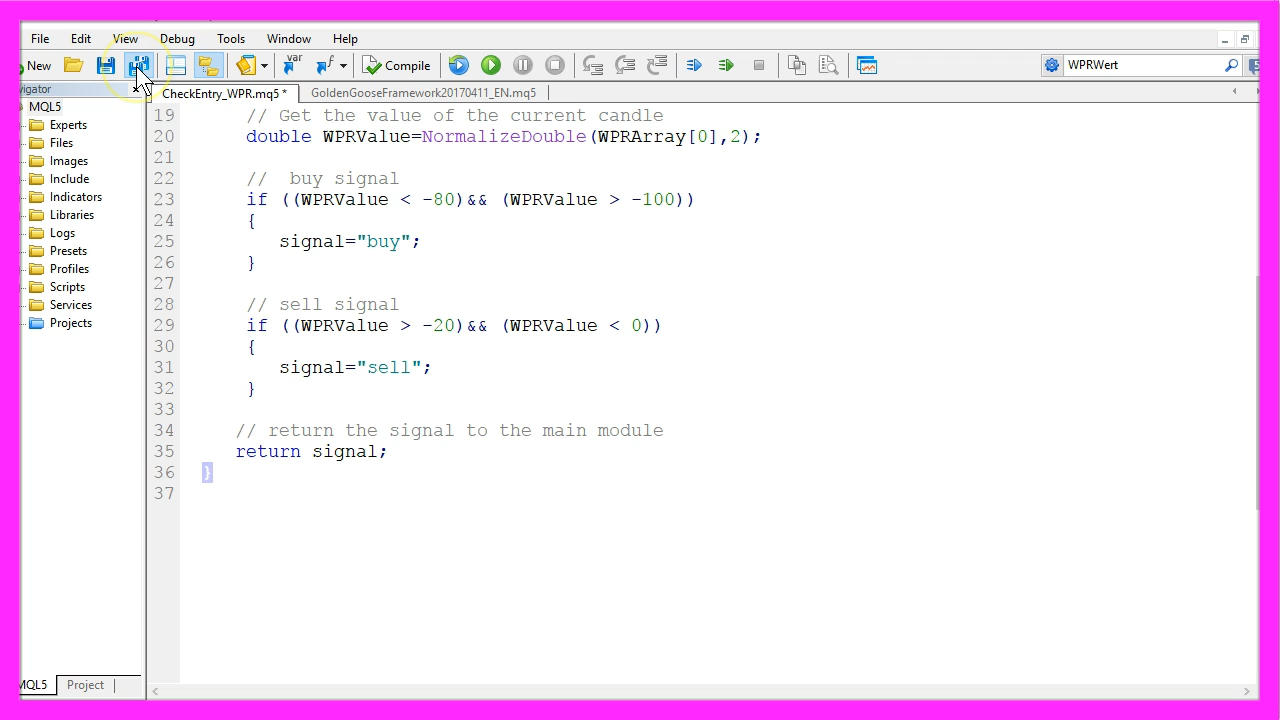 File Edit View Debug Tools Window Help
New Compile WPRWert 5
vigator
CheckEntry_WPR.mq5 * GoldenGooseFramework20170411_EN.mq5
MQL5
Experts
Files
Images
Include
Indicators
Libraries
Logs
Presets
Profiles
Scripts
Services
Projects
19 // Get the value of the current candle
20 double WPRValue=NormalizeDouble(WPRArray[0],2);
21
22 //  buy signal
23 if ((WPRValue < -80)&& (WPRValue > -100))
24 {
25 signal="buy";
26 }
27
28 // sell signal
29 if ((WPRValue > -20)&& (WPRValue < 0))
30 {
31 signal="sell";
32 }
33
34 // return the signal to the main module
35 return signal;
36 }
37
MQL5 Project